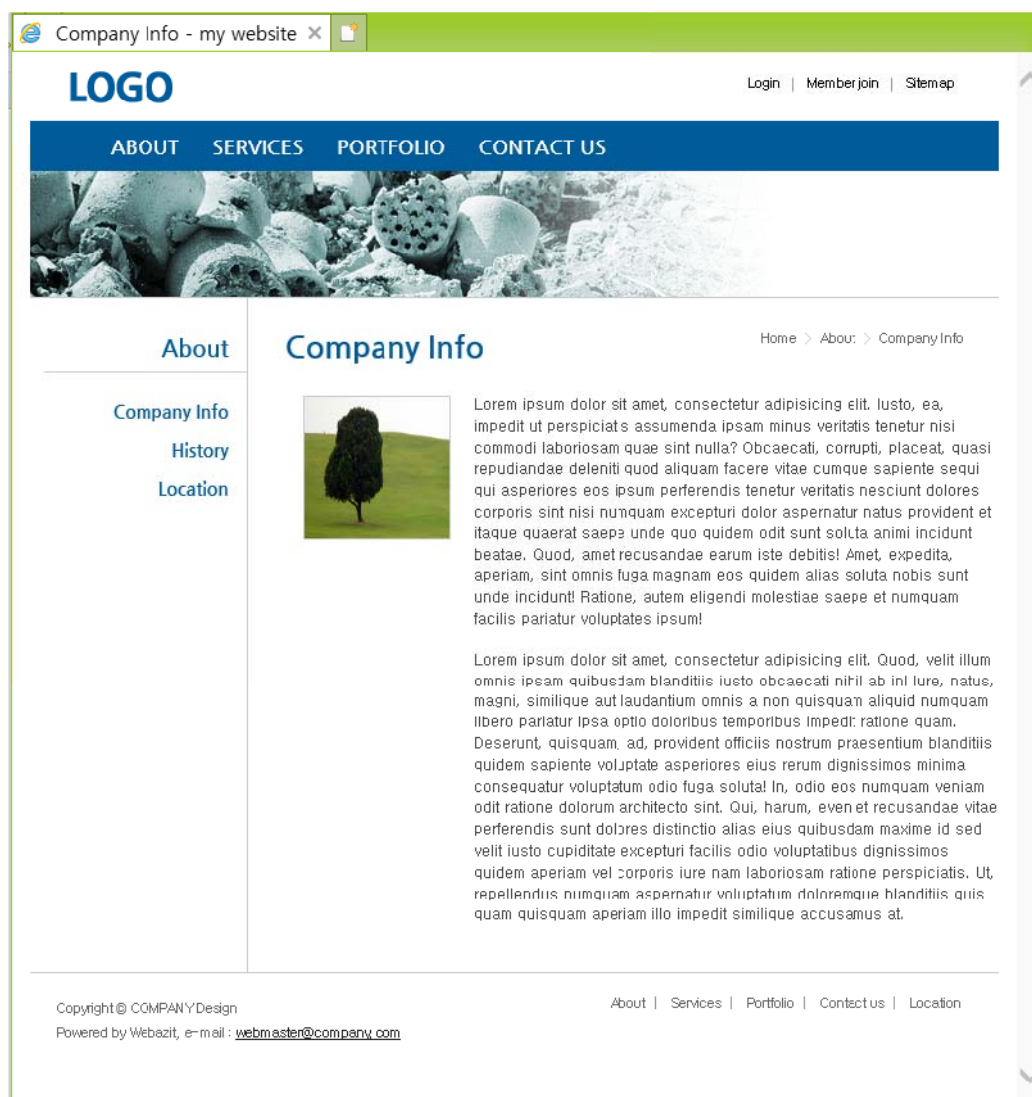 Company Info - my website
LOGO
Login | Member join | Sitemap
ABOUT SERVICES PORTFOLIO CONTACT US
About
Company Info
History
Location
Company Info
Home > About > Company Info
Lorem ipsum dolor sit amet, consectetur adipisicing elit. Iusto, ea,
impedit ut perspiciatis assumenda ipsam minus veritatis tenetur nisi
commodi laboriosam quae sint nulla? Obcaecati, corrupti, placeat, quasi
repudiandae deleniti quod aliquam facere vitae cumque sapiente sequi
qui asperiores eos ipsum perferendis tenetur veritatis nesciunt dolores
corporis sint nisi numquam excepturi dolor aspernatur natus provident et
itaque quaerat saepe unde quo quidem odit sunt soluta animi incidunt
beatae. Quod, amet recusandae earum iste debitis! Amet, expedita,
aperiam, sint omnis fuga magnam eos quidem alias soluta nobis sunt
unde incidunt! Ratione, autem eligendi molestiae saepe et numquam
facilis pariatur voluptates ipsum!
Lorem ipsum dolor sit amet, consectetur adipisicing elit. Quod, velit illum
omnis ipsam quibusdam blanditiis iusto obcaecati nihil ab in! Iure, natus,
magni, similique aut laudantium omnis a non quisquam aliquid numquam
libero pariatur ipsa optio doloribus temporibus impedit ratione quam.
Deserunt, quisquam, ad, provident officiis nostrum praesentium blanditiis
quidem sapiente voluptate asperiores eius rerum dignissimos minima
consequatur voluptatum odio fuga soluta! In, odio eos numquam veniam
odit ratione dolorum architecto sint. Qui, harum, eveniet recusandae vitae
perferendis sunt dolores distinctio alias eius quibusdam maxime id sed
velit iusto cupiditate excepturi facilis odio voluptatibus dignissimos
quidem aperiam vel corporis iure nam laboriosam ratione perspiciatis. Ut,
repellendus numquam aspernatur voluptatum doloremque blanditiis quis
quam quisquam aperiam illo impedit similique accusamus at.
Copyright © COMPANY Design
About | Services | Portfolio | Contact us | Location
Powered by Webazit, e-mail : webmaster@company.com